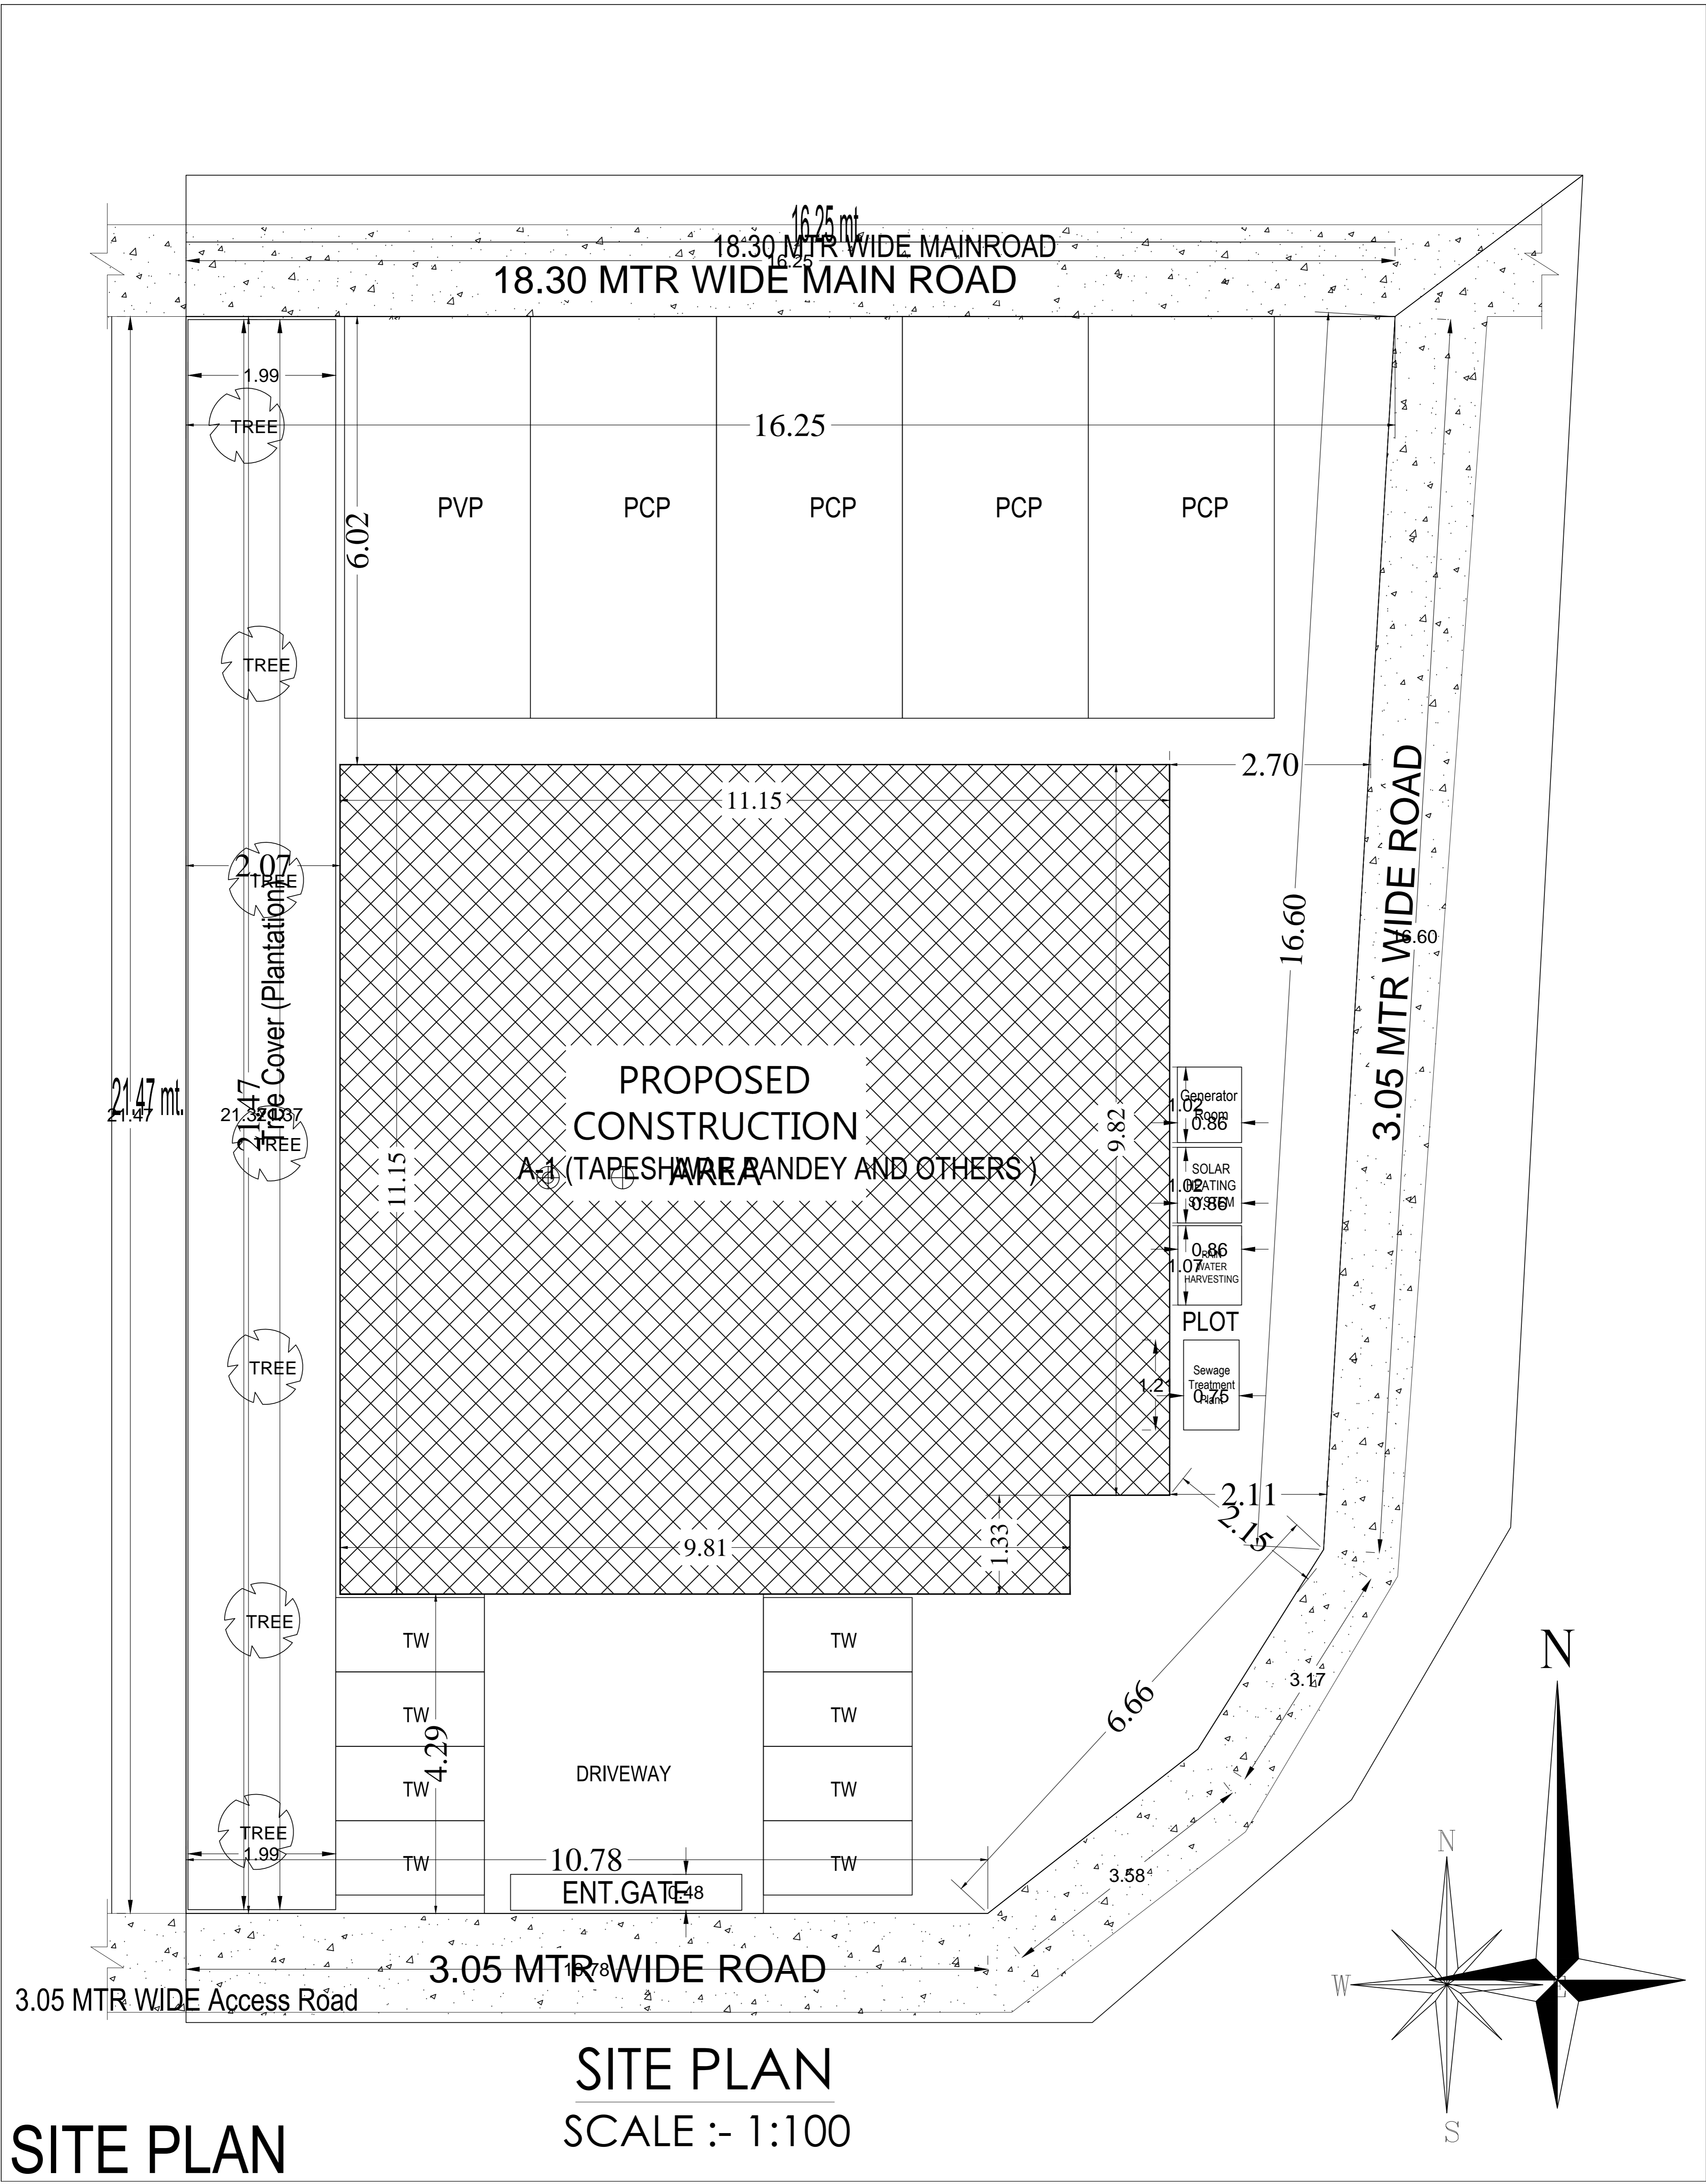 16.25 mt.
18.30 MTR WIDE MAINROAD
16.25
18.30 MTR WIDE MAIN ROAD
1.99
TREE
16.25
PVP
PCP
PCP
PCP
PCP
6.02
TREE
2.70
11.15
2.07
TREE
Tree Cover (Plantation)
16.60
3.05 MTR WIDE ROAD
16.60
21.47 mt.
21.47
21.47
21.37
21.37
TREE
PROPOSED
CONSTRUCTION
AREA
A-1 (TAPESHWAR PANDEY AND OTHERS )
11.15
9.82
Generator
Room
1.02
0.86
SOLAR
HEATING
SYSTEM
1.02
0.86
0.86
RAIN
WATER
HARVESTING
1.07
PLOT
TREE
Sewage
Treatment
Plant
1.21
0.75
2.11
2.15
9.81
1.33
TREE
TW
TW
TW
TW
TW
TW
TW
TW
4.29
DRIVEWAY
6.66
3.17
3.58
TREE
1.99
10.78
ENT.GATE
0.48
3.05 MTR WIDE ROAD
10.78
3.05 MTR WIDE Access Road
N
N
W
E
S
SITE PLAN
SCALE :- 1:100
SITE PLAN